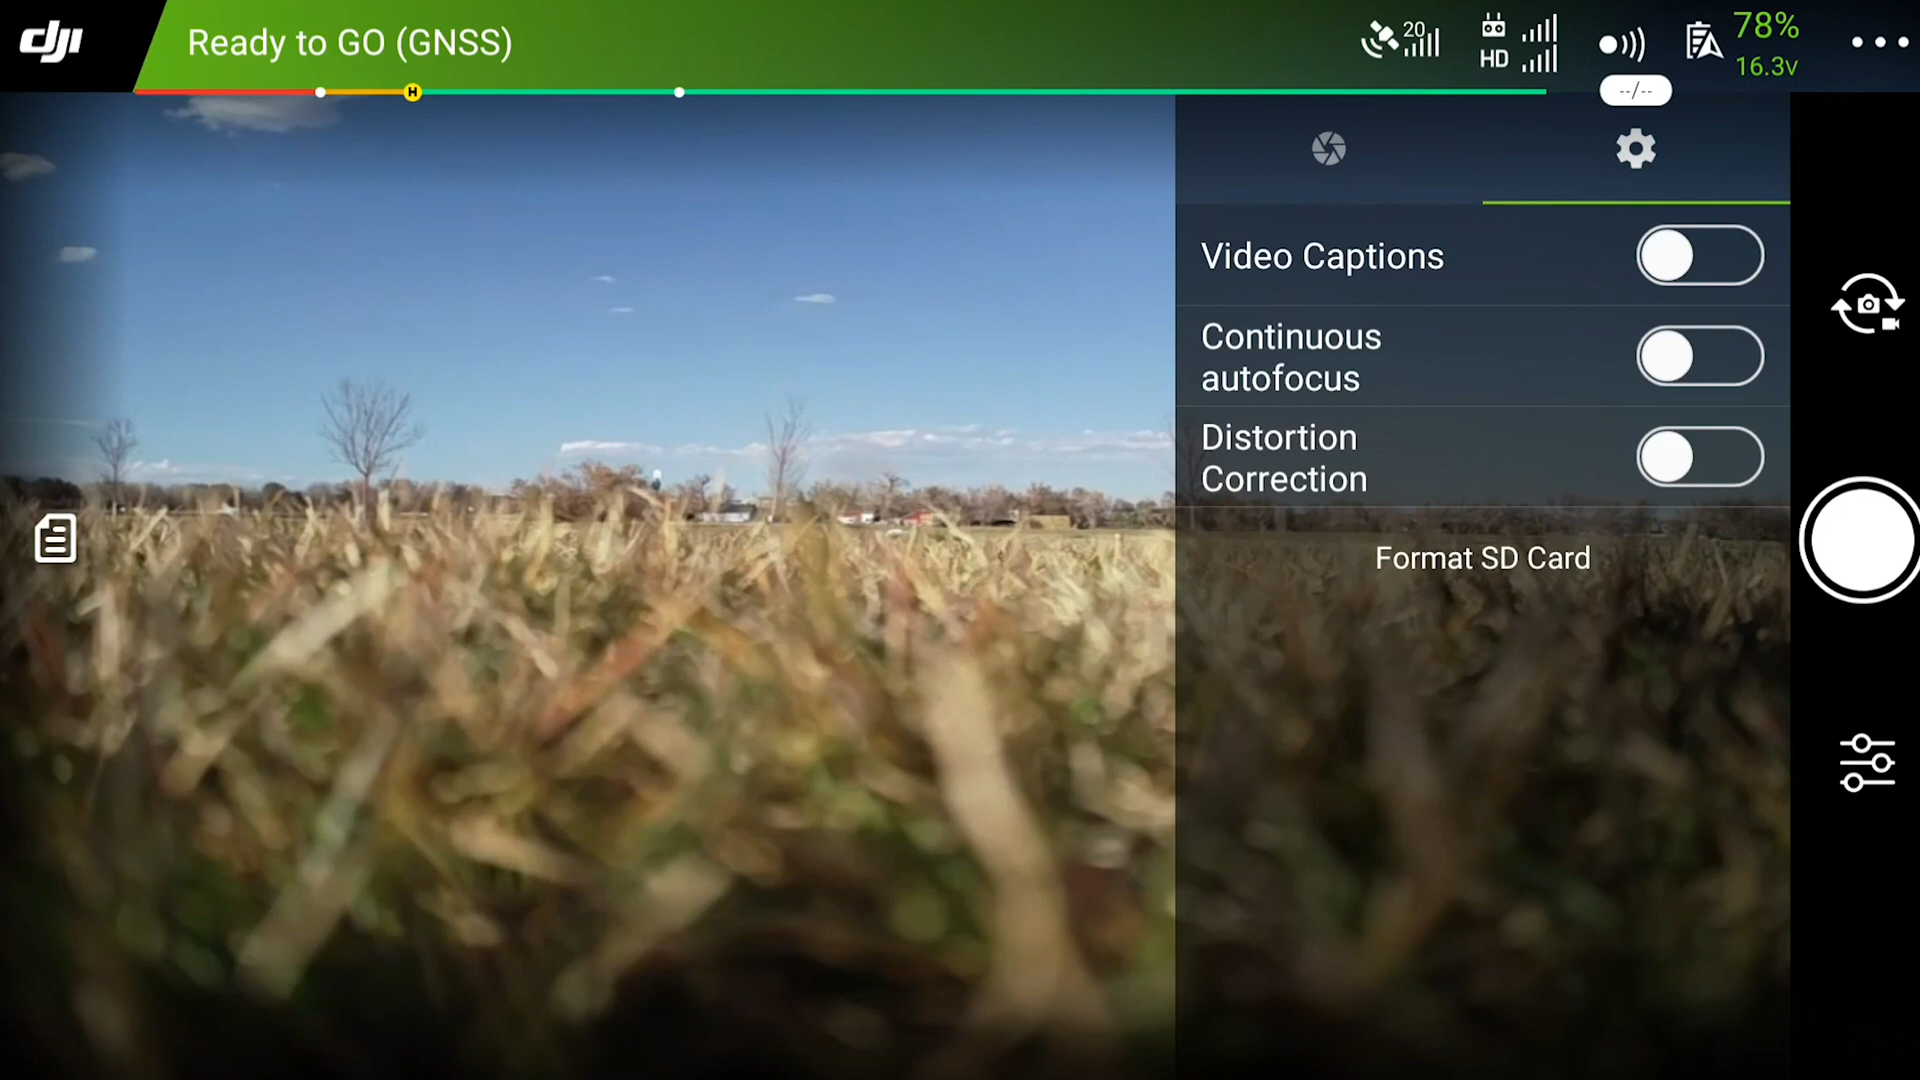 dji
Ready to GO (GNSS)
20
HD
78%
16.3v
--/--
H
Video Captions
Continuous
autofocus
Distortion
Correction
Format SD Card